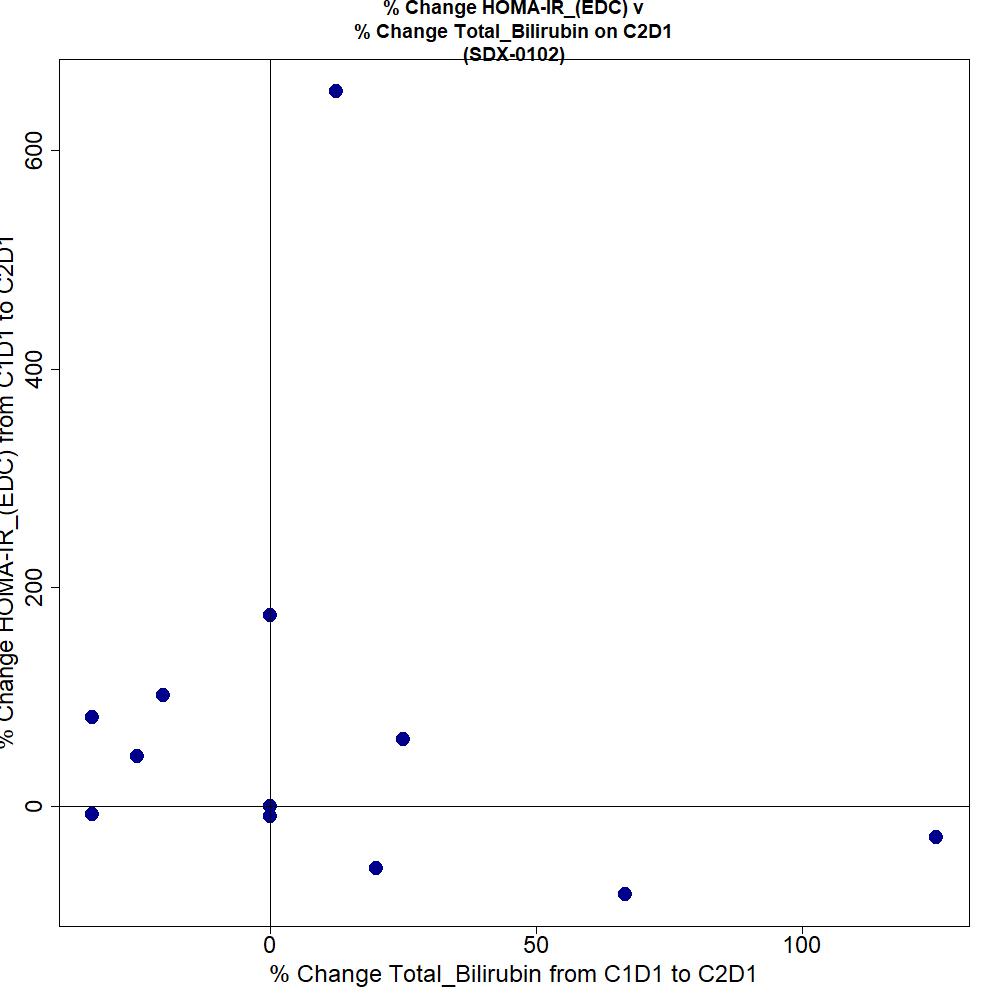 % Change HOMA-IR_(EDC) v
% Change Total_Bilirubin on C2D1
(SDX-0102)
% Change HOMA-IR_(EDC) from C1D1 to C2D1
600
400
200
0
0
50
100
% Change Total_Bilirubin from C1D1 to C2D1